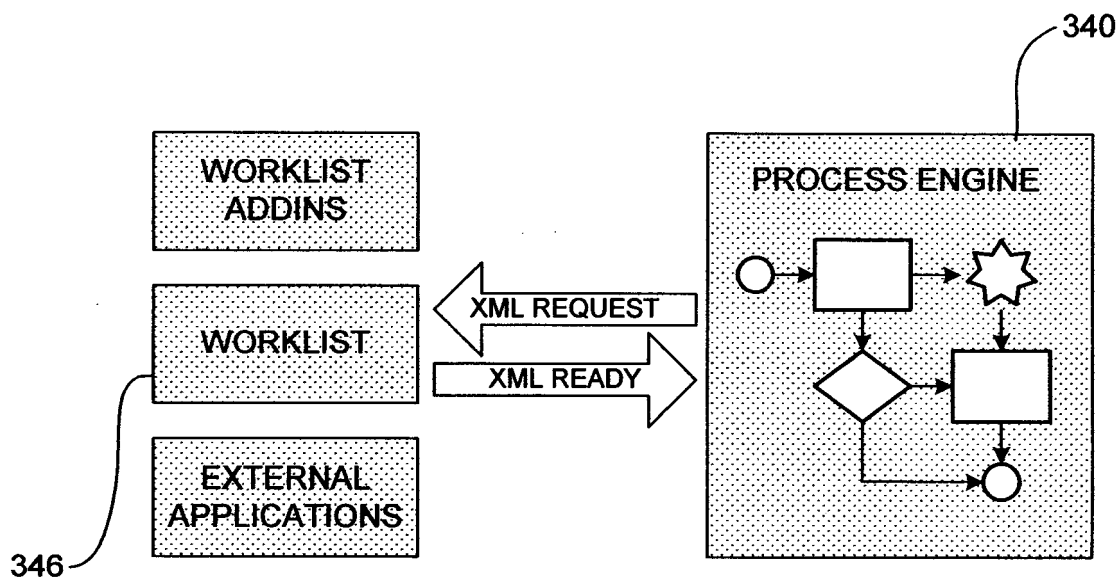 340
WORKLIST
ADDINS
PROCESS ENGINE
XML REQUEST
WORKLIST
XML READY
EXTERNAL
APPLICATIONS
346